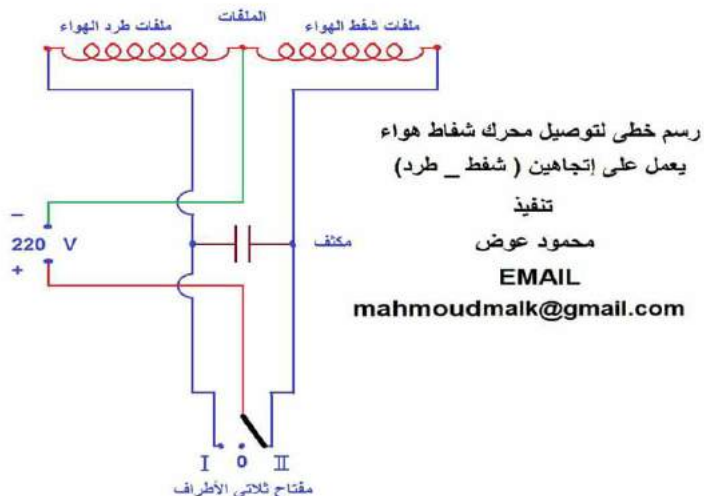 الملفات
ملفات طرد الهواء
ملفات شفط الهواء
رسم خطى لتوصيل محرك شفاط هواء
يعمل على إتجاهين ( شفط _ طرد)
تنفيذ
محمود عوض
EMAIL
mahmoudmalk@gmail.com
–
220 V
+
مكثف
I 0 II
مفتاح ثلاثى الأطراف